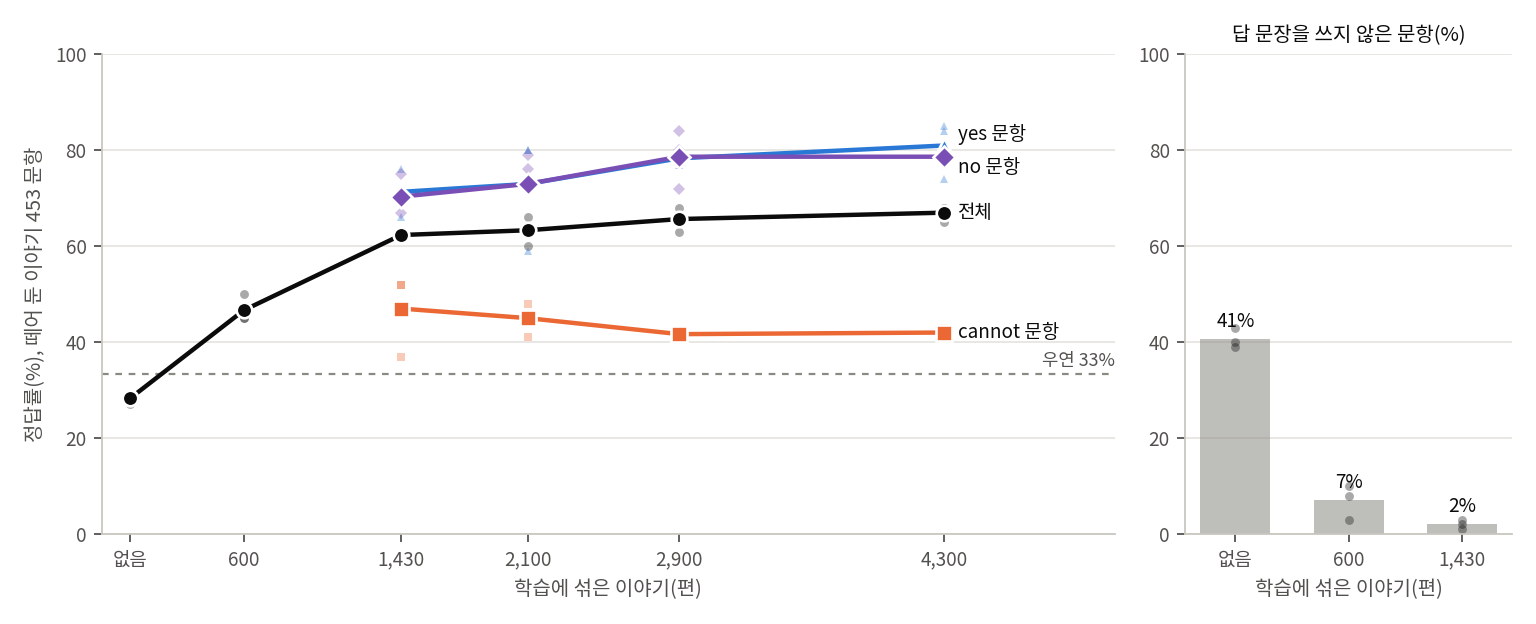 답 문장을 쓰지 않은 문항(%)
정답률(%), 떼어 둔 이야기 453 문항
100
80
60
40
20
0
yes 문항
no 문항
전체
cannot 문항
우연 33%
없음
600
1,430
2,100
2,900
4,300
학습에 섞은 이야기(편)
100
80
60
40
20
0
41%
7%
2%
없음
600
1,430
학습에 섞은 이야기(편)